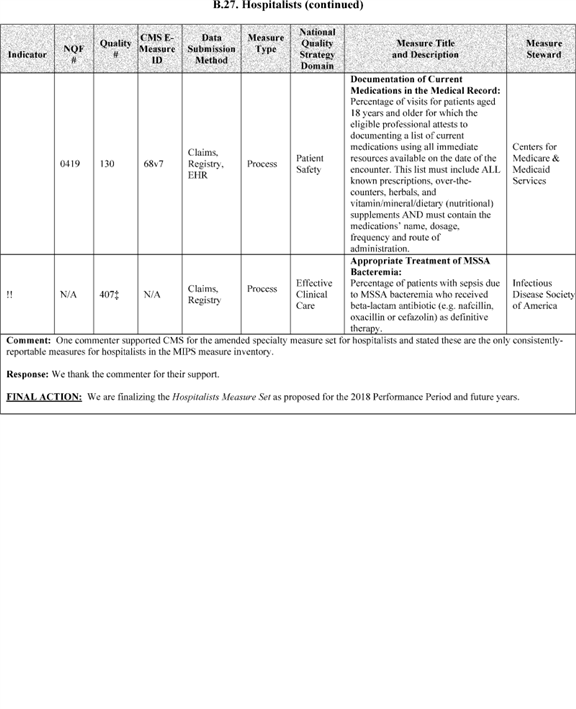 B.27. Hospitalists (continued)
Indicator
NQF
#
Quality
#
CMS E-
Measure
ID
Data
Submission
Method
Measure
Type
National
Quality
Strategy
Domain
Measure Title
and Description
Measure
Steward
0419
130
68v7
Claims,
Registry,
EHR
Process
Patient
Safety
Documentation of Current
Medications in the Medical Record:
Percentage of visits for patients aged
18 years and older for which the
eligible professional attests to
documenting a list of current
medications using all immediate
resources available on the date of the
encounter. This list must include ALL
known prescriptions, over-the-
counters, herbals, and
vitamin/mineral/dietary (nutritional)
supplements AND must contain the
medications' name, dosage,
frequency and route of
administration.
Centers for
Medicare &
Medicaid
Services
!!
N/A
407‡
N/A
Claims,
Registry
Process
Effective
Clinical
Care
Appropriate Treatment of MSSA
Bacteremia:
Percentage of patients with sepsis due
to MSSA bacteremia who received
beta-lactam antibiotic (e.g. nafcillin,
oxacillin or cefazolin) as definitive
therapy.
Infectious
Disease Society
of America
Comment: One commenter supported CMS for the amended specialty measure set for hospitalists and stated these are the only consistently-
reportable measures for hospitalists in the MIPS measure inventory.
Response: We thank the commenter for their support.
FINAL ACTION: We are finalizing the Hospitalists Measure Set as proposed for the 2018 Performance Period and future years.